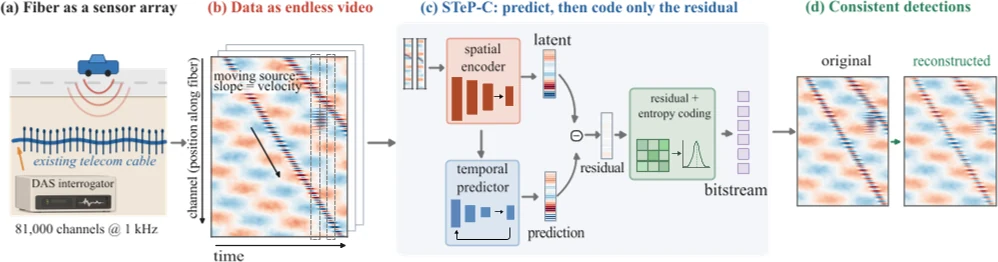 (a) Fiber as a sensor array
existing telecom cable
DAS interrogator
81,000 channels @ 1 kHz
(b) Data as endless video
channel (position along fiber)
moving source:
slope = velocity
time
(c) STeP-C: predict, then code only the residual
spatial
encoder
latent
temporal
predictor
prediction
residual
residual +
entropy coding
bitstream
(d) Consistent detections
original
reconstructed